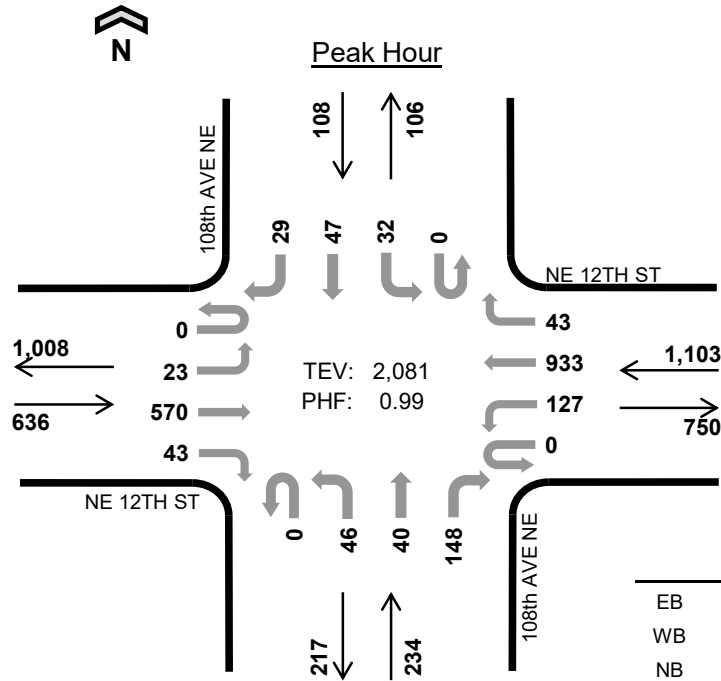 N
Peak Hour
108th AVE NE
108
106
29
47
32
0
NE 12TH ST
0
43
1,008
23
TEV: 2,081
933
1,103
636
570
PHF: 0.99
127
750
43
0
NE 12TH ST
0
46
40
148
108th AVE NE
217
234
EB
WB
NB